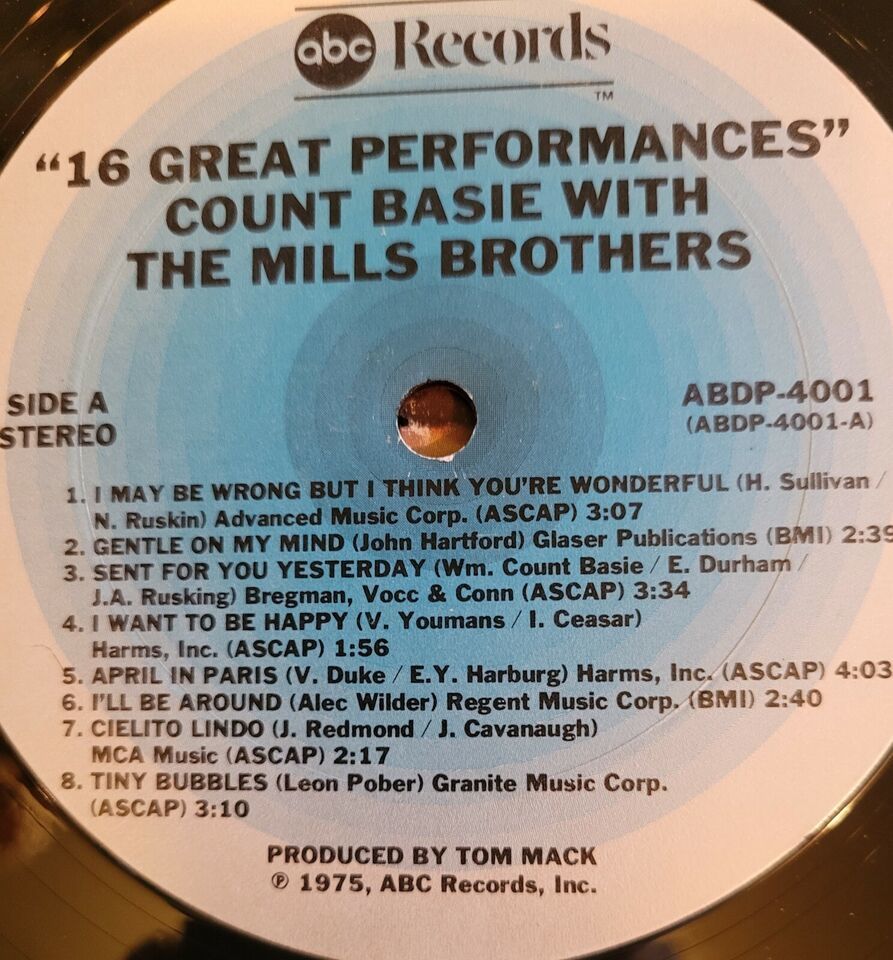 abc Records
TM
“16 GREAT PERFORMANCES”
COUNT BASIE WITH
THE MILLS BROTHERS
SIDE A
STEREO
ABDP-4001
(ABDP-4001-A)
1. I MAY BE WRONG BUT I THINK YOU'RE WONDERFUL (H. Sullivan /
N. Ruskin) Advanced Music Corp. (ASCAP) 3:07
2. GENTLE ON MY MIND (John Hartford) Glaser Publications (BMI) 2:39
3. SENT FOR YOU YESTERDAY (Wm. Count Basie / E. Durham /
J.A. Rusking) Bregman, Vocc & Conn (ASCAP) 3:34
4. I WANT TO BE HAPPY (V. Youmans / I. Ceasar)
Harms, Inc. (ASCAP) 1:56
5. APRIL IN PARIS (V. Duke / E.Y. Harburg) Harms, Inc. (ASCAP) 4:03
6. I'LL BE AROUND (Alec Wilder) Regent Music Corp. (BMI) 2:40
7. CIELITO LINDO (J. Redmond / J. Cavanaugh)
MCA Music (ASCAP) 2:17
8. TINY BUBBLES (Leon Pober) Granite Music Corp.
(ASCAP) 3:10
PRODUCED BY TOM MACK
℗ 1975, ABC Records, Inc.